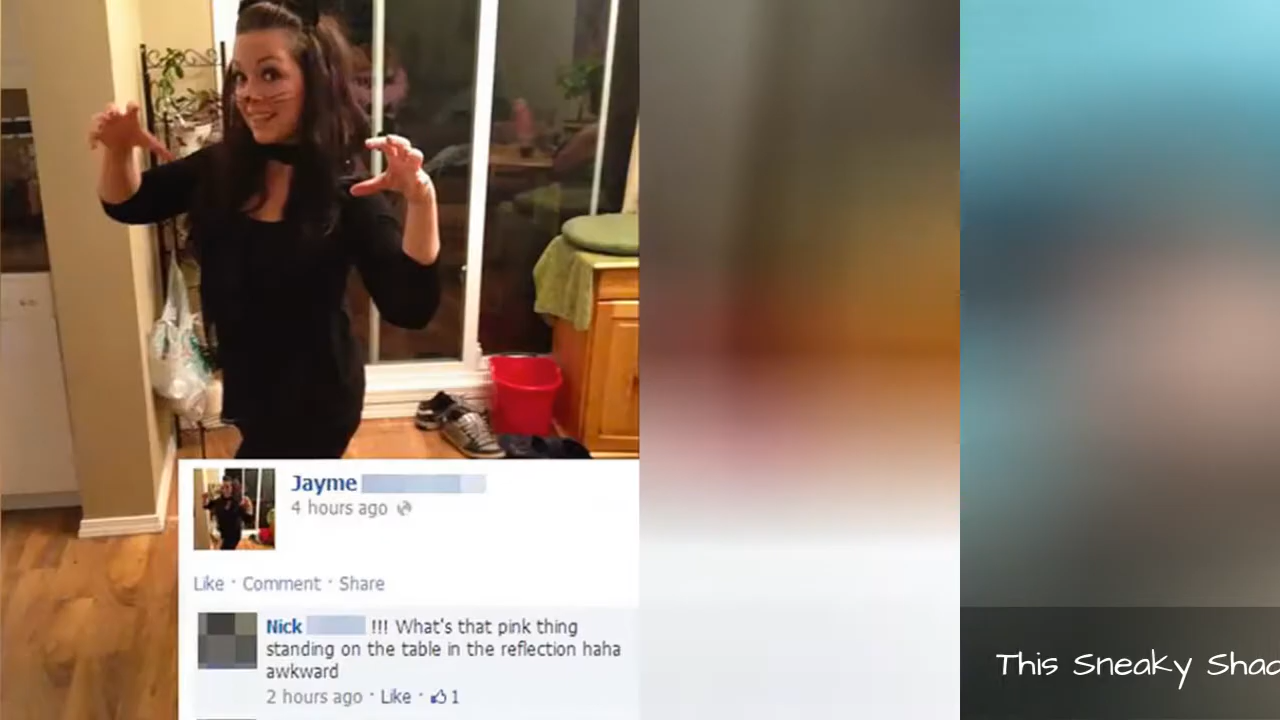 Jayme
4 hours ago
Like · Comment · Share
Nick !!! What's that pink thing
standing on the table in the reflection haha
awkward
2 hours ago · Like · 1
This Sneaky